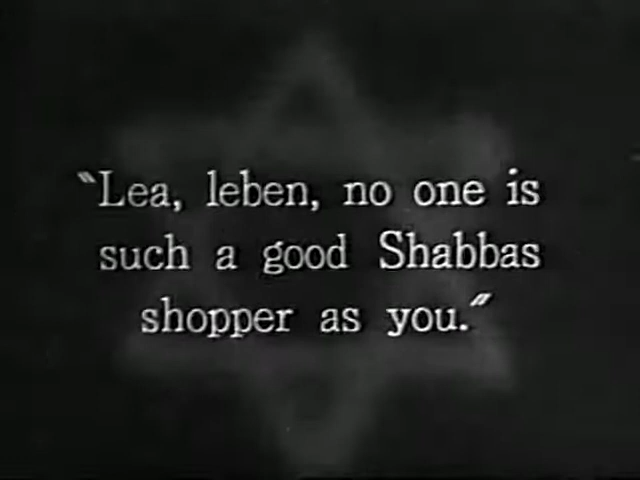 “Lea, leben, no one is
such a good Shabbas
shopper as you.”